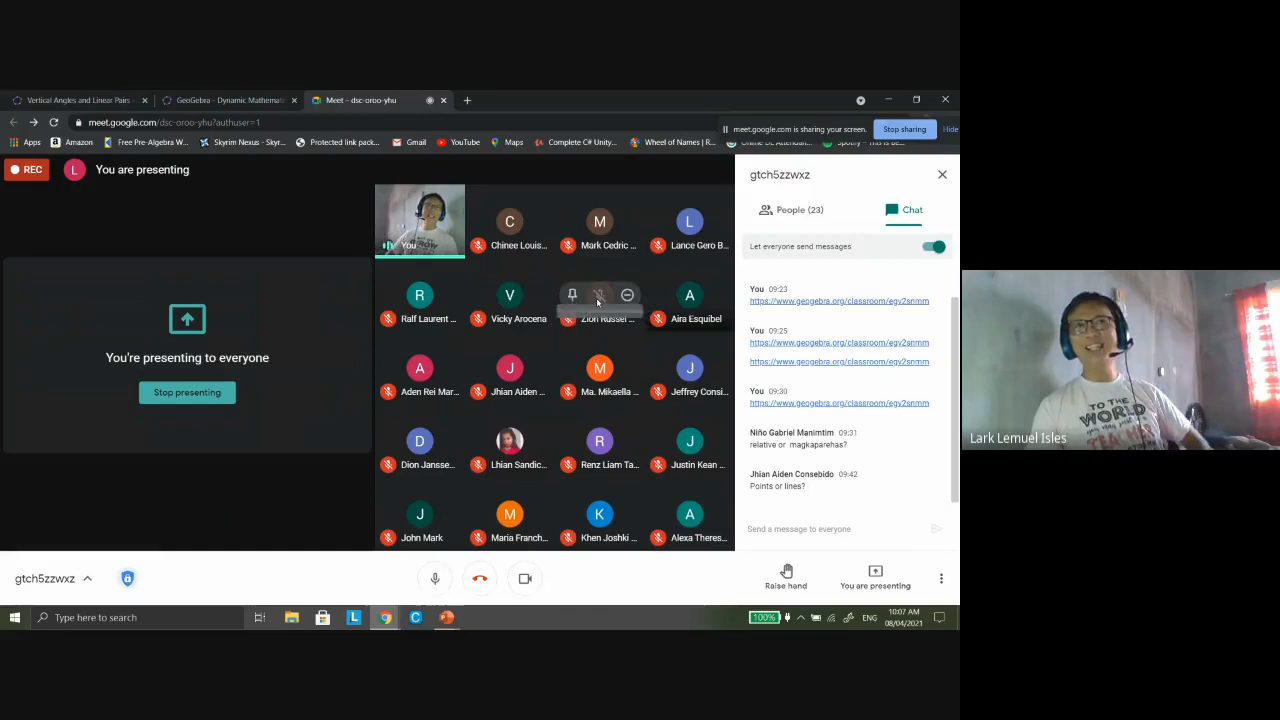 Vertical Angles and Linear Pairs
GeoGebra - Dynamic Mathemat
Meet – dsc-oroo-yhu
meet.google.com/dsc-oroo-yhu?authuser=1
meet.google.com is sharing your screen.
Stop sharing
Hide
Apps
Amazon
Free Pre-Algebra W...
Skyrim Nexus - Skyr...
Protected link pack...
Gmail
YouTube
Maps
Complete C# Unity...
Wheel of Names | R...
REC
L
You are presenting
gtch5zzwxz
People (23)
Chat
Let everyone send messages
You
C
Chinee Louis...
M
Mark Cedric ...
L
Lance Gero B...
R
Ralf Laurent ...
V
Vicky Arocena
Zion Russel ...
A
Aira Esquibel
You're presenting to everyone
Stop presenting
A
Aden Rei Mar...
J
Jhian Aiden ...
M
Ma. Mikaella ...
J
Jeffrey Consi...
D
Dion Jansse...
Lhian Sandic...
R
Renz Liam Ta...
J
Justin Kean ...
J
John Mark
M
Maria Franch...
K
Khen Joshki ...
A
Alexa Theres...
You 09:23
https://www.geogebra.org/classroom/egv2snmm
You 09:25
https://www.geogebra.org/classroom/egv2snmm
https://www.geogebra.org/classroom/egv2snmm
You 09:30
https://www.geogebra.org/classroom/egv2snmm
Niño Gabriel Manimtim 09:31
relative or magkaparehas?
Jhian Aiden Consebido 09:42
Points or lines?
Send a message to everyone
gtch5zzwxz
Raise hand
You are presenting
Type here to search
L
C
100%
ENG
10:07 AM
08/04/2021
TO THE
WORLD
TEACHER
Lark Lemuel Isles